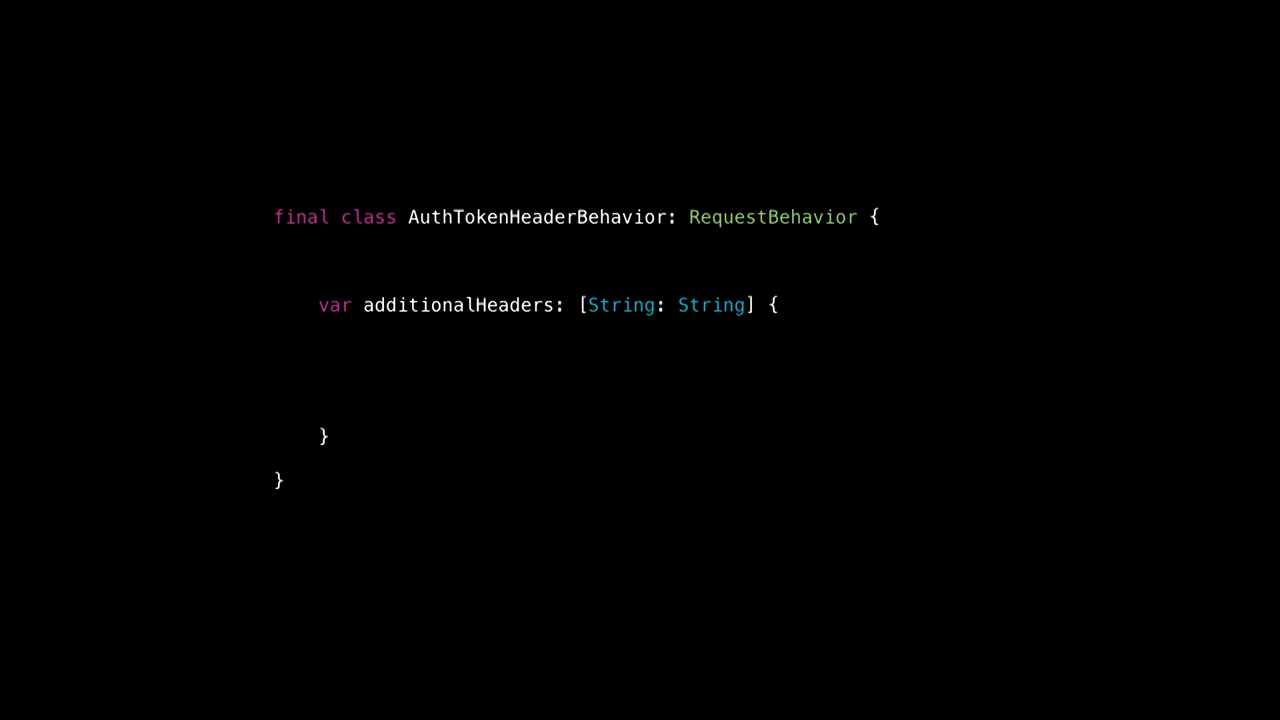 final class AuthTokenHeaderBehavior: RequestBehavior {
var additionalHeaders: [String: String] {
}
}